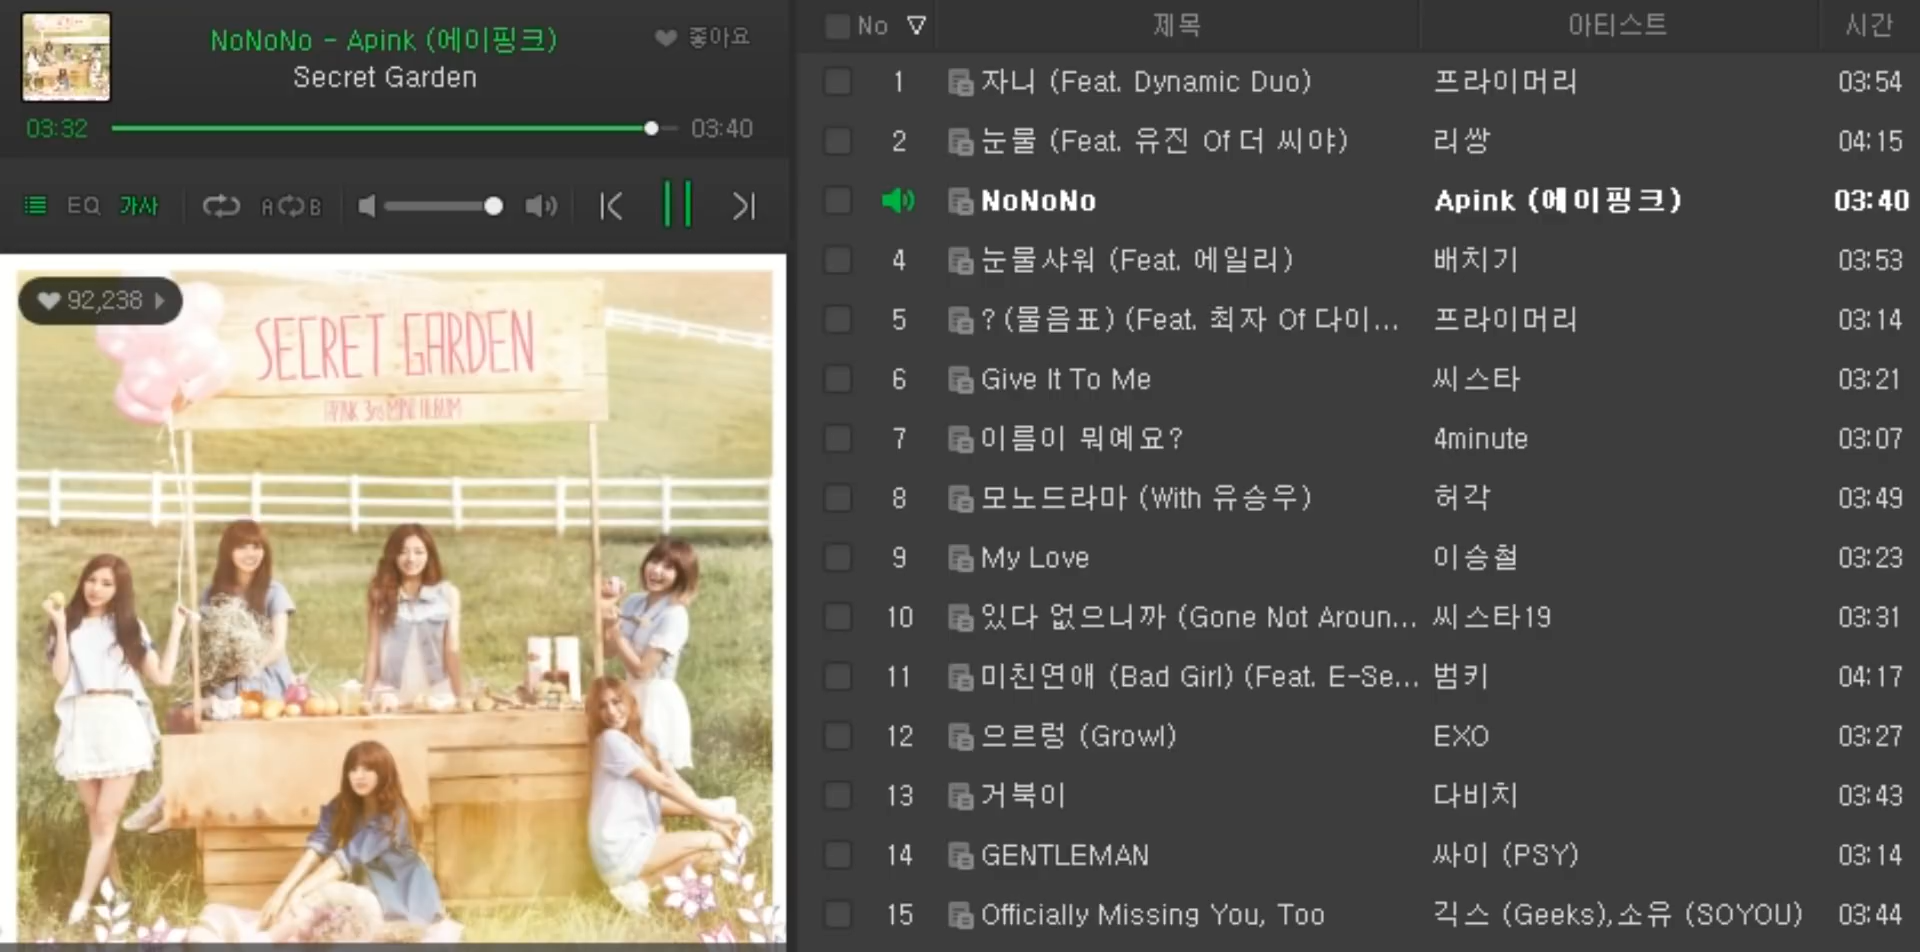 NoNoNo - Apink (에이핑크)
좋아요
Secret Garden
03:32
03:40
EQ 가사 A B
92,238
SECRET GARDEN
APINK 3RD MINI ALBUM
No 제목 아티스트 시간
1 자니 (Feat. Dynamic Duo) 프라이머리 03:54
2 눈물 (Feat. 유진 Of 더 씨야) 리쌍 04:15
NoNoNo Apink (에이핑크) 03:40
4 눈물샤워 (Feat. 에일리) 배치기 03:53
5 ? (물음표) (Feat. 최자 Of 다이... 프라이머리 03:14
6 Give It To Me 씨스타 03:21
7 이름이 뭐예요? 4minute 03:07
8 모노드라마 (With 유승우) 허각 03:49
9 My Love 이승철 03:23
10 있다 없으니까 (Gone Not Aroun... 씨스타19 03:31
11 미친연애 (Bad Girl) (Feat. E-Se... 범키 04:17
12 으르렁 (Growl) EXO 03:27
13 거북이 다비치 03:43
14 GENTLEMAN 싸이 (PSY) 03:14
15 Officially Missing You, Too 긱스 (Geeks),소유 (SOYOU) 03:44